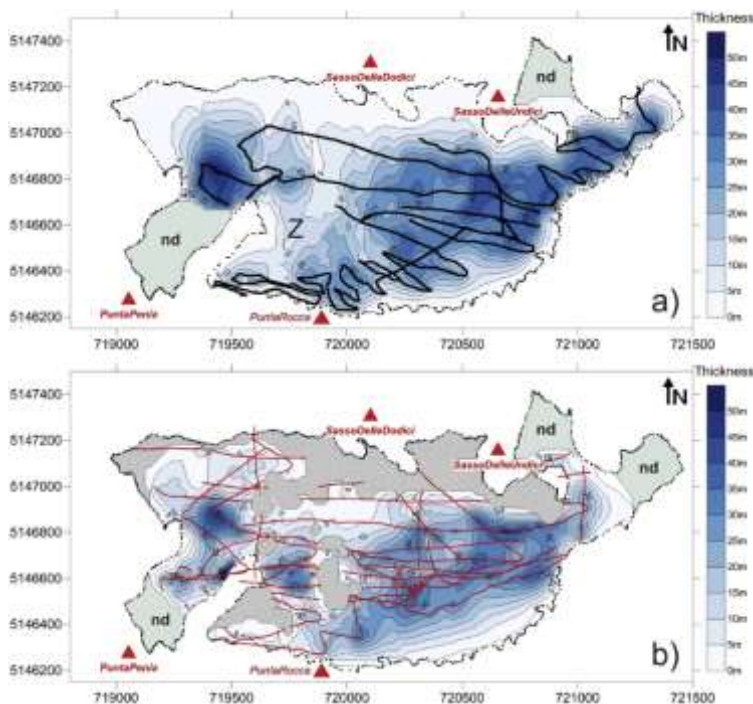 Thickness
5147400
N
SassoDelleDodici
nd
50m
5147200
SassoDelleUndici
45m
40m
5147000
35m
5146800
30m
25m
5146600
nd
Z
20m
15m
5146400
10m
PuntaPenia
PuntaRocca
a)
5m
5146200
0m
719000 719500 720000 720500 721000 721500
Thickness
5147400
N
SassoDelleDodici
nd
50m
5147200
SassoDelleUndici
nd
45m
40m
5147000
35m
5146800
30m
25m
5146600
20m
nd
15m
5146400
10m
PuntaPenia
PuntaRocca
b)
5m
5146200
0m
719000 719500 720000 720500 721000 721500